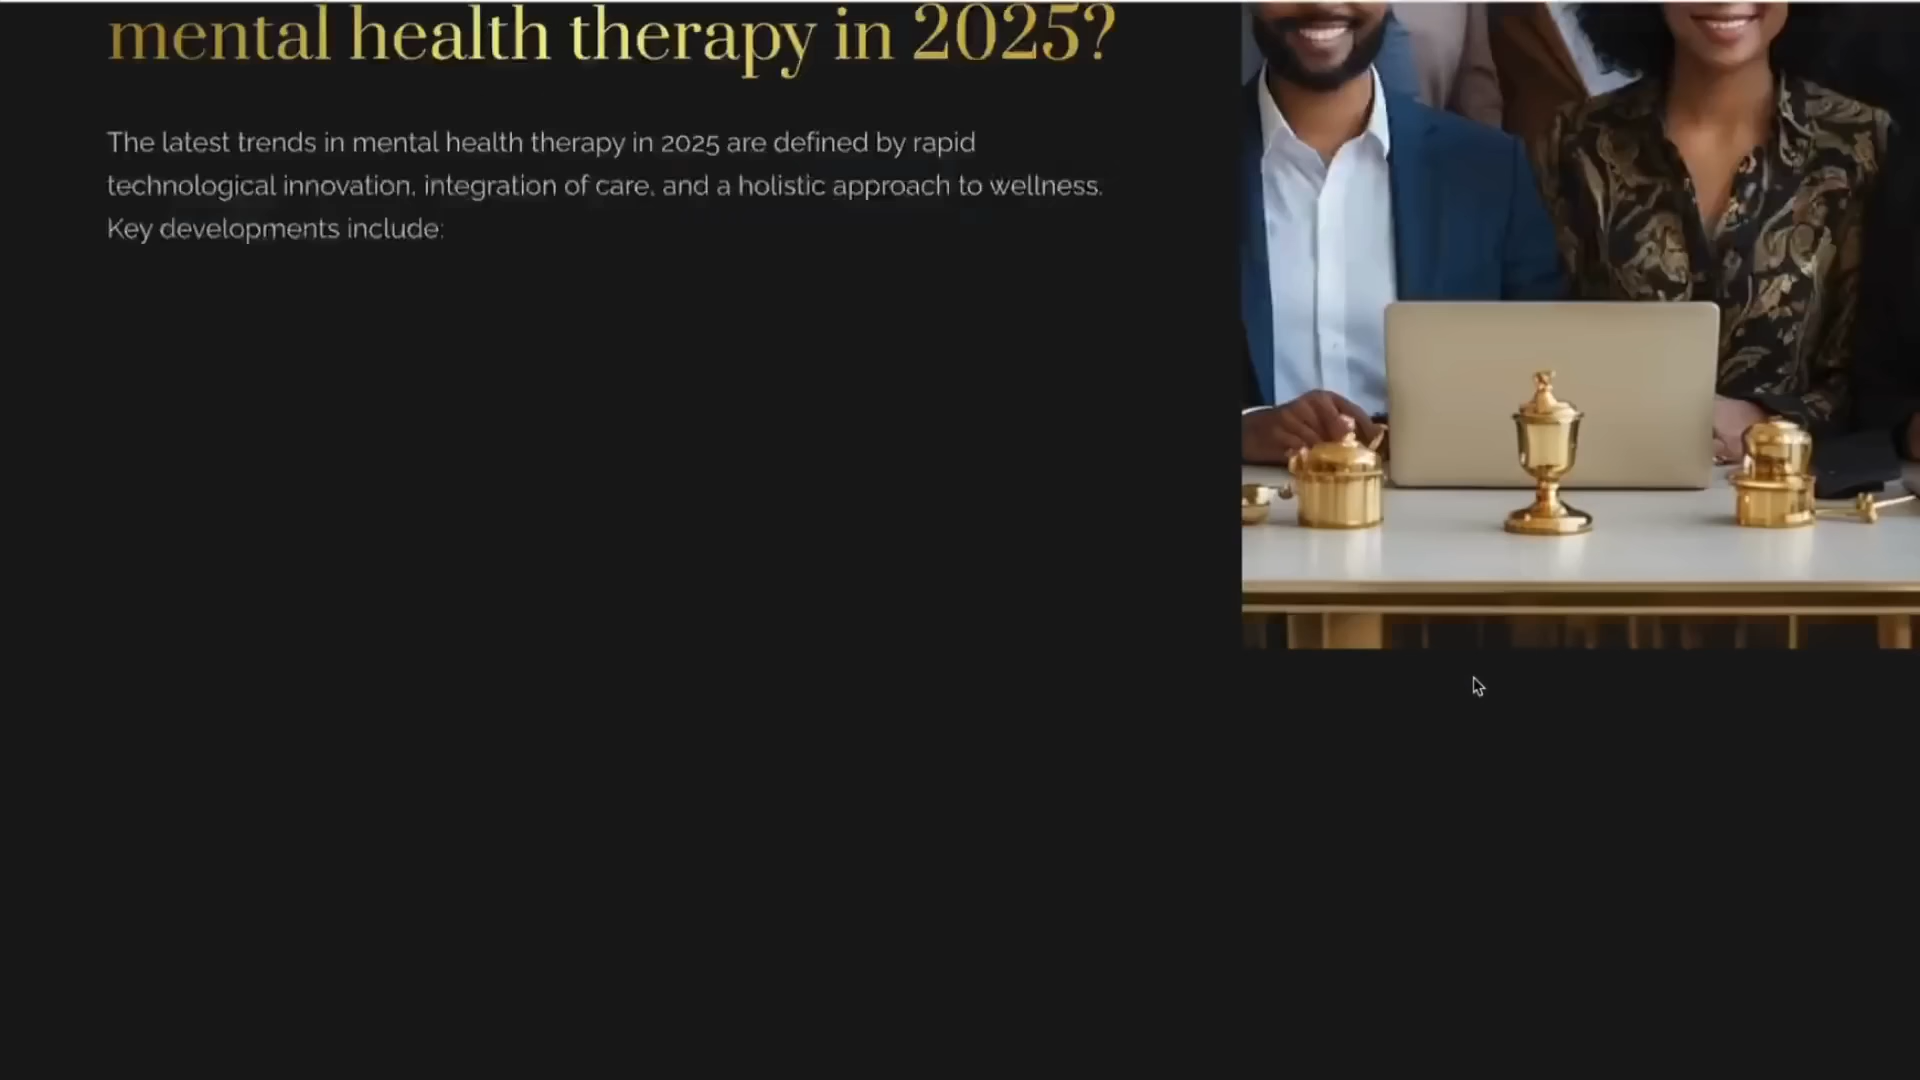 mental health therapy in 2025?
The latest trends in mental health therapy in 2025 are defined by rapid
technological innovation, integration of care, and a holistic approach to wellness.
Key developments include: